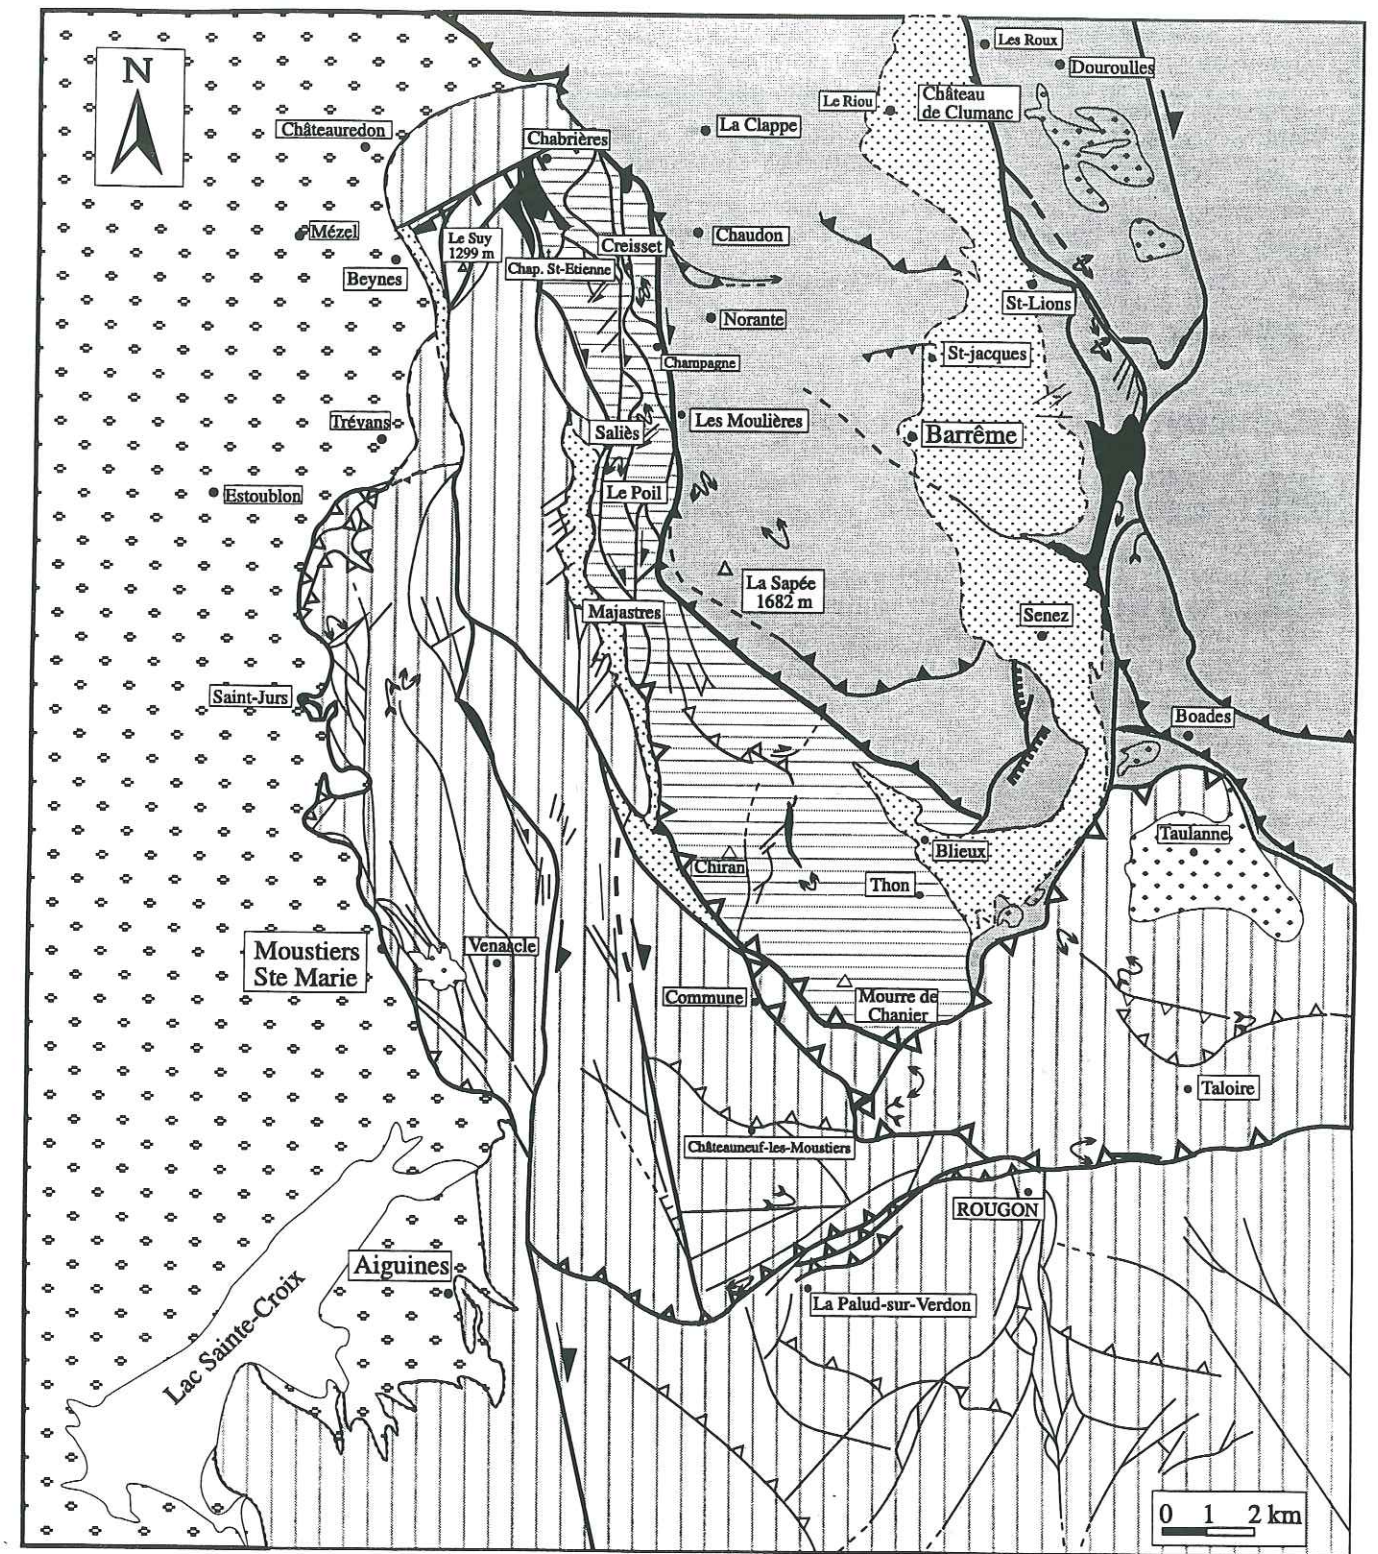 N
Les Roux
Douroulles
Le Riou
Château
de Clumanc
La Clappe
Châteauredon
Chabrières
Mézel
Le Suy
1299 m
Creisset
Chaudon
Chap. St-Etienne
Beynes
St-Lions
Norante
St-jacques
Champagne
Trévans
Les Moulières
Saliès
Barrême
Estoublon
Le Poil
La Sapée
1682 m
Majastres
Senez
Saint-Jurs
Boades
Taulanne
Blieux
Chiran
Thon
Moustiers
Ste Marie
Venascle
Commune
Mourre de
Chanier
Taloire
Châteauneuf-les-Moustiers
ROUGON
Aiguines
La Palud-sur-Verdon
Lac Sainte-Croix
0 1 2 km